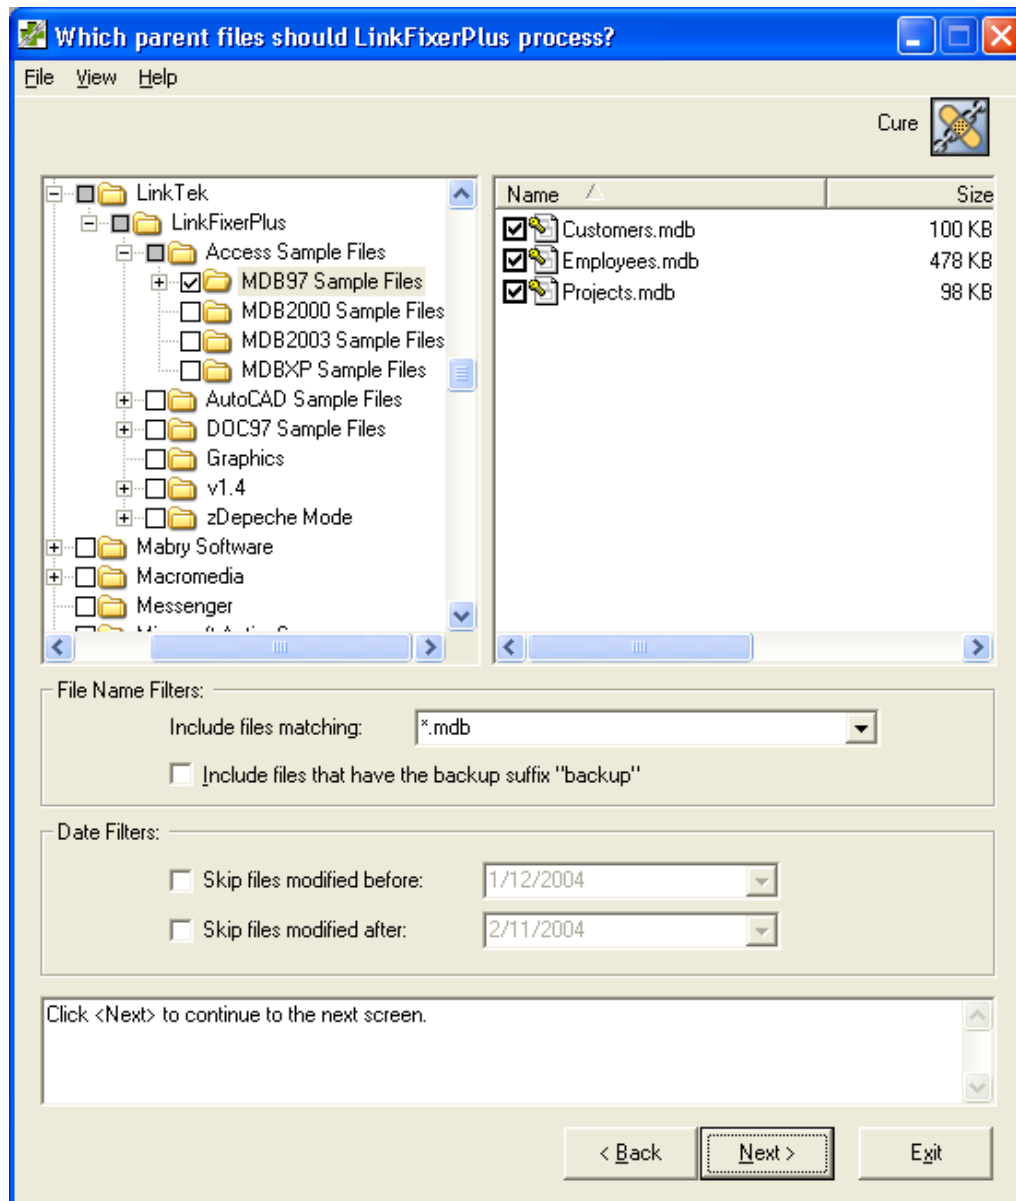 Which parent files should LinkFixerPlus process?
File View Help
Cure
LinkTek
LinkFixerPlus
Access Sample Files
MDB97 Sample Files
MDB2000 Sample Files
MDB2003 Sample Files
MDBXP Sample Files
AutoCAD Sample Files
DOC97 Sample Files
Graphics
v1.4
zDepeche Mode
Mabry Software
Macromedia
Messenger
Name Size
Customers.mdb 100 KB
Employees.mdb 478 KB
Projects.mdb 98 KB
File Name Filters:
Include files matching: *.mdb
Include files that have the backup suffix "backup"
Date Filters:
Skip files modified before: 1/12/2004
Skip files modified after: 2/11/2004
Click <Next> to continue to the next screen.
< Back Next > Exit